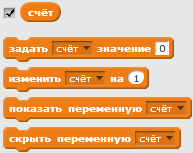 счёт
задать счёт значение 0
изменить счёт на 1
показать переменную счёт
скрыть переменную счёт